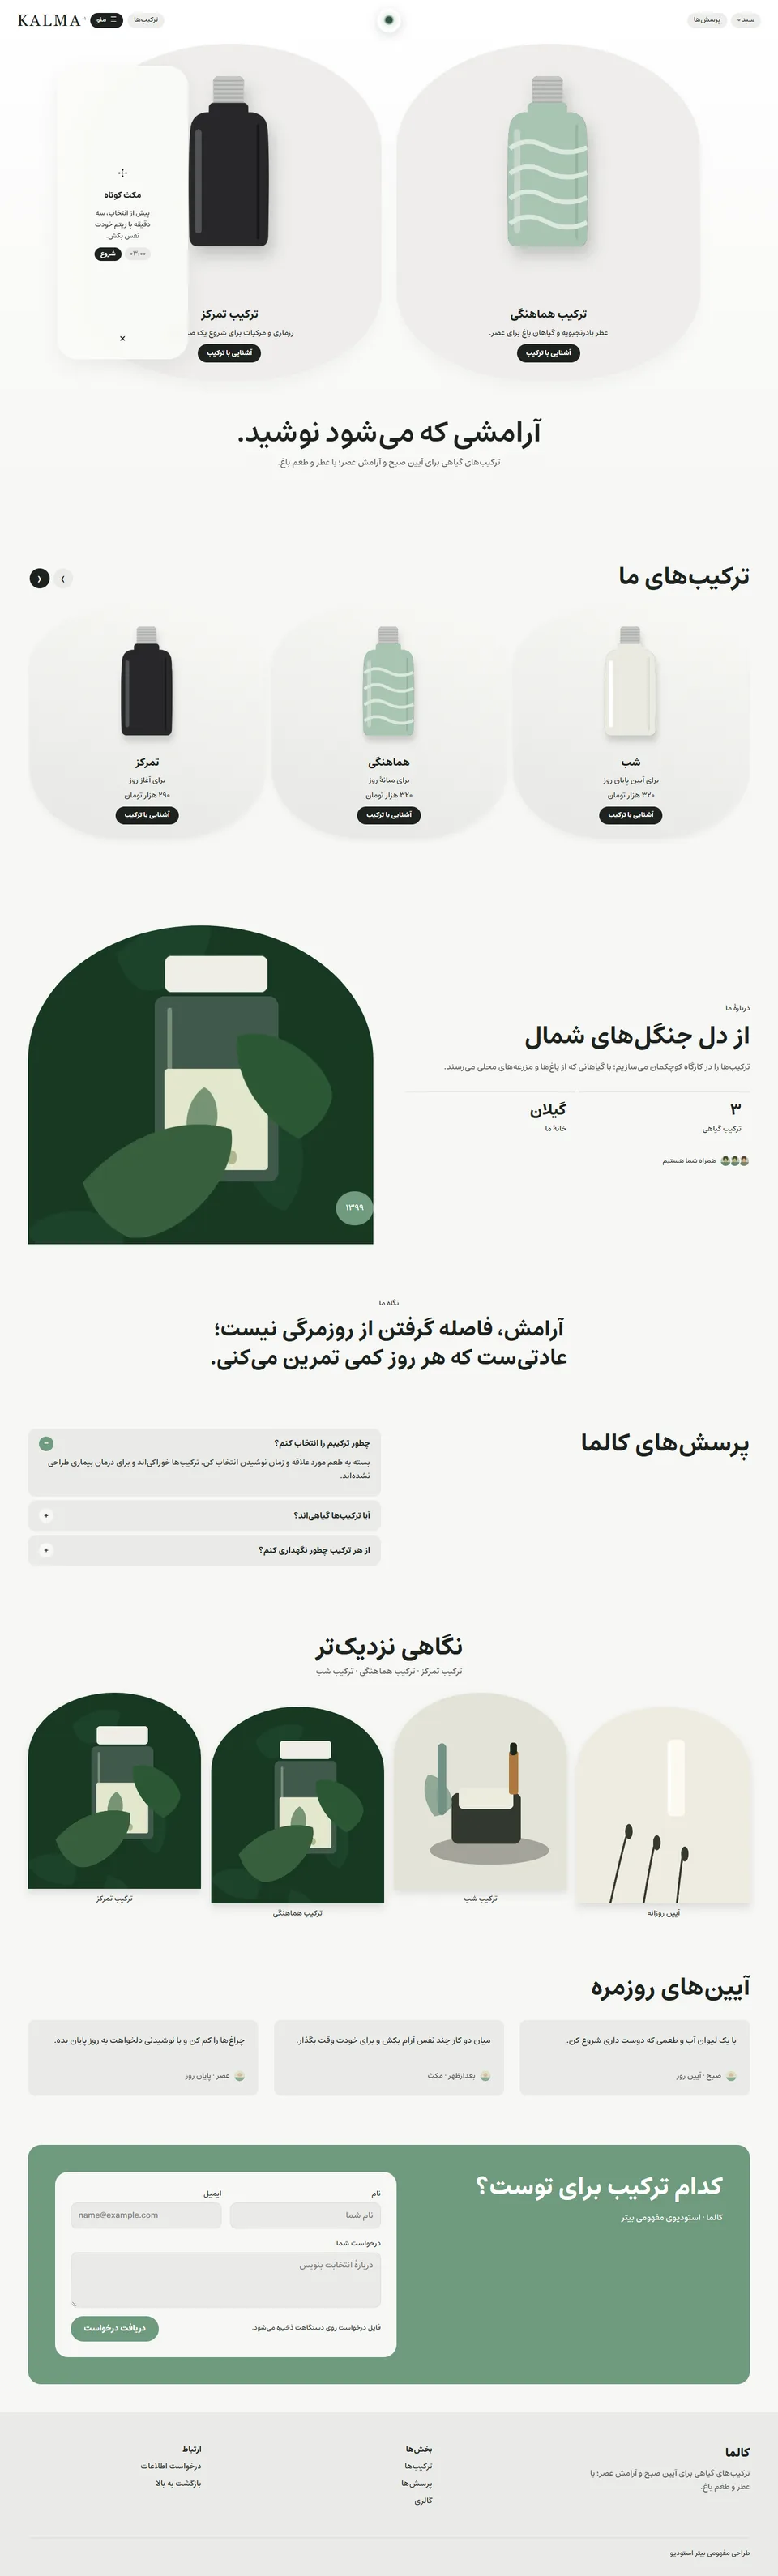 سبد ۰
پرسش‌ها
ترکیب‌ها
☰ منو
KALMA
ترکیب هماهنگی
عطر بادرنجبویه و گیاهان باغ برای عصر.
آشنایی با ترکیب
ترکیب تمرکز
رزماری و مرکبات برای شروع یک
آشنایی با ترکیب
مکث کوتاه
پیش از انتخاب، سه
دقیقه با ریتم خودت
نفس بکش.
۰۳:۰۰
شروع
×
آرامشی که می‌شود نوشید.
ترکیب‌های گیاهی برای آیین صبح و آرامش عصر؛ با عطر و طعم باغ.
ترکیب‌های ما
شب
برای آیین پایان روز
۳۲۰ هزار تومان
آشنایی با ترکیب
هماهنگی
برای میانهٔ روز
۳۲۰ هزار تومان
آشنایی با ترکیب
تمرکز
برای آغاز روز
۲۹۰ هزار تومان
آشنایی با ترکیب
دربارهٔ ما
از دل جنگل‌های شمال
ترکیب‌ها را در کارگاه کوچکمان می‌سازیم؛ با گیاهانی که از باغ‌ها و مزرعه‌های محلی می‌رسند.
۳
ترکیب گیاهی
گیلان
خانهٔ ما
همراه شما هستیم
۱۳۹۹
نگاه ما
آرامش، فاصله گرفتن از روزمرگی نیست؛
عادتی‌ست که هر روز کمی تمرین می‌کنی.
پرسش‌های کالما
چطور ترکیبم را انتخاب کنم؟
بسته به طعم مورد علاقه و زمان نوشیدن انتخاب کن. ترکیب‌ها خوراکی‌اند و برای درمان بیماری طراحی
نشده‌اند.
آیا ترکیب‌ها گیاهی‌اند؟
از هر ترکیب چطور نگهداری کنم؟
نگاهی نزدیک‌تر
ترکیب تمرکز · ترکیب هماهنگی · ترکیب شب
آیین روزانه
ترکیب شب
ترکیب هماهنگی
ترکیب تمرکز
آیین‌های روزمره
با یک لیوان آب و طعمی که دوست داری شروع کن.
صبح · آیین روز
میان دو کار چند نفس آرام بکش و برای خودت وقت بگذار.
بعدازظهر · مکث
چراغ‌ها را کم کن و با نوشیدنی دلخواهت به روز پایان بده.
عصر · پایان روز
کدام ترکیب برای توست؟
کالما · استودیوی مفهومی بیتر
نام
نام شما
ایمیل
name@example.com
درخواست شما
دربارهٔ انتخابت بنویس
فایل درخواست روی دستگاهت ذخیره می‌شود.
دریافت درخواست
کالما
ترکیب‌های گیاهی برای آیین صبح و آرامش عصر؛ با
عطر و طعم باغ.
بخش‌ها
ترکیب‌ها
پرسش‌ها
گالری
ارتباط
درخواست اطلاعات
بازگشت به بالا
طراحی مفهومی بیتر استودیو